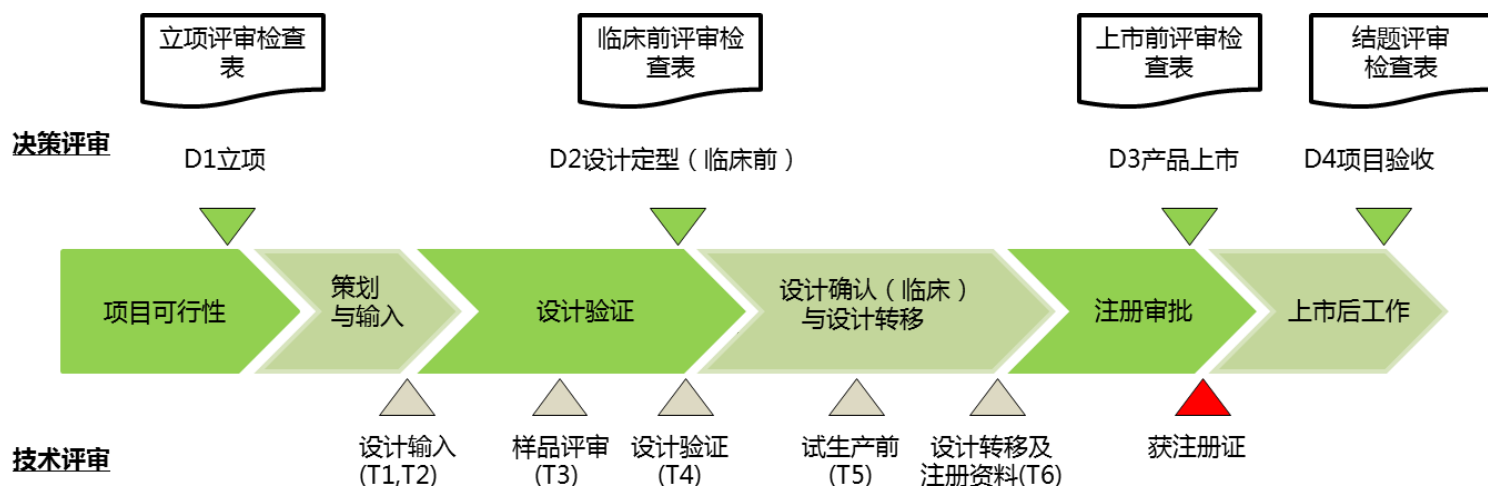 立项评审检查
表
临床前评审检
查表
上市前评审检
查表
结题评审
检查表
决策评审
D1立项
D2设计定型（临床前）
D3产品上市
D4项目验收
项目可行性
策划
与输入
设计验证
设计确认（临床）
与设计转移
注册审批
上市后工作
设计输入
(T1,T2)
样品评审
(T3)
设计验证
(T4)
试生产前
(T5)
设计转移及
注册资料(T6)
获注册证
技术评审